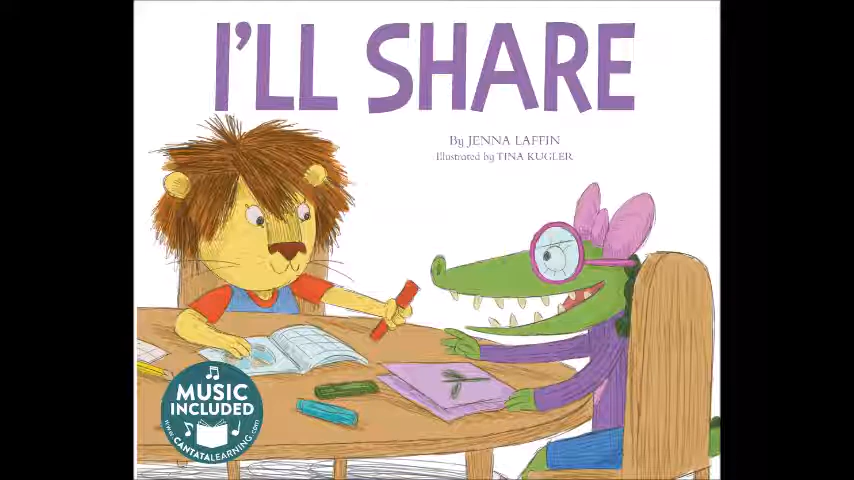 I'LL SHARE
By JENNA LAFFIN
Illustrated by TINA KUGLER
MUSIC
INCLUDED
www.CANTATALEARNING.com